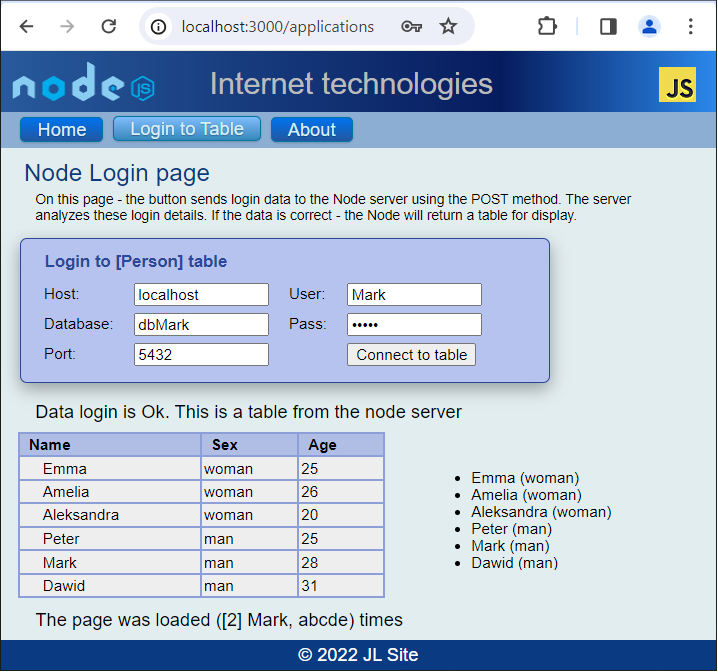 localhost:3000/applications
node JS
Internet technologies
JS
Home
Login to Table
About
Node Login page
On this page - the button sends login data to the Node server using the POST method. The server
analyzes these login details. If the data is correct - the Node will return a table for display.
Login to [Person] table
Host: localhost User: Mark
Database: dbMark Pass: •••••
Port: 5432 Connect to table
Data login is Ok. This is a table from the node server
Name Sex Age
Emma woman 25
Amelia woman 26
Aleksandra woman 20
Peter man 25
Mark man 28
Dawid man 31
• Emma (woman)
• Amelia (woman)
• Aleksandra (woman)
• Peter (man)
• Mark (man)
• Dawid (man)
The page was loaded ([2] Mark, abcde) times
© 2022 JL Site